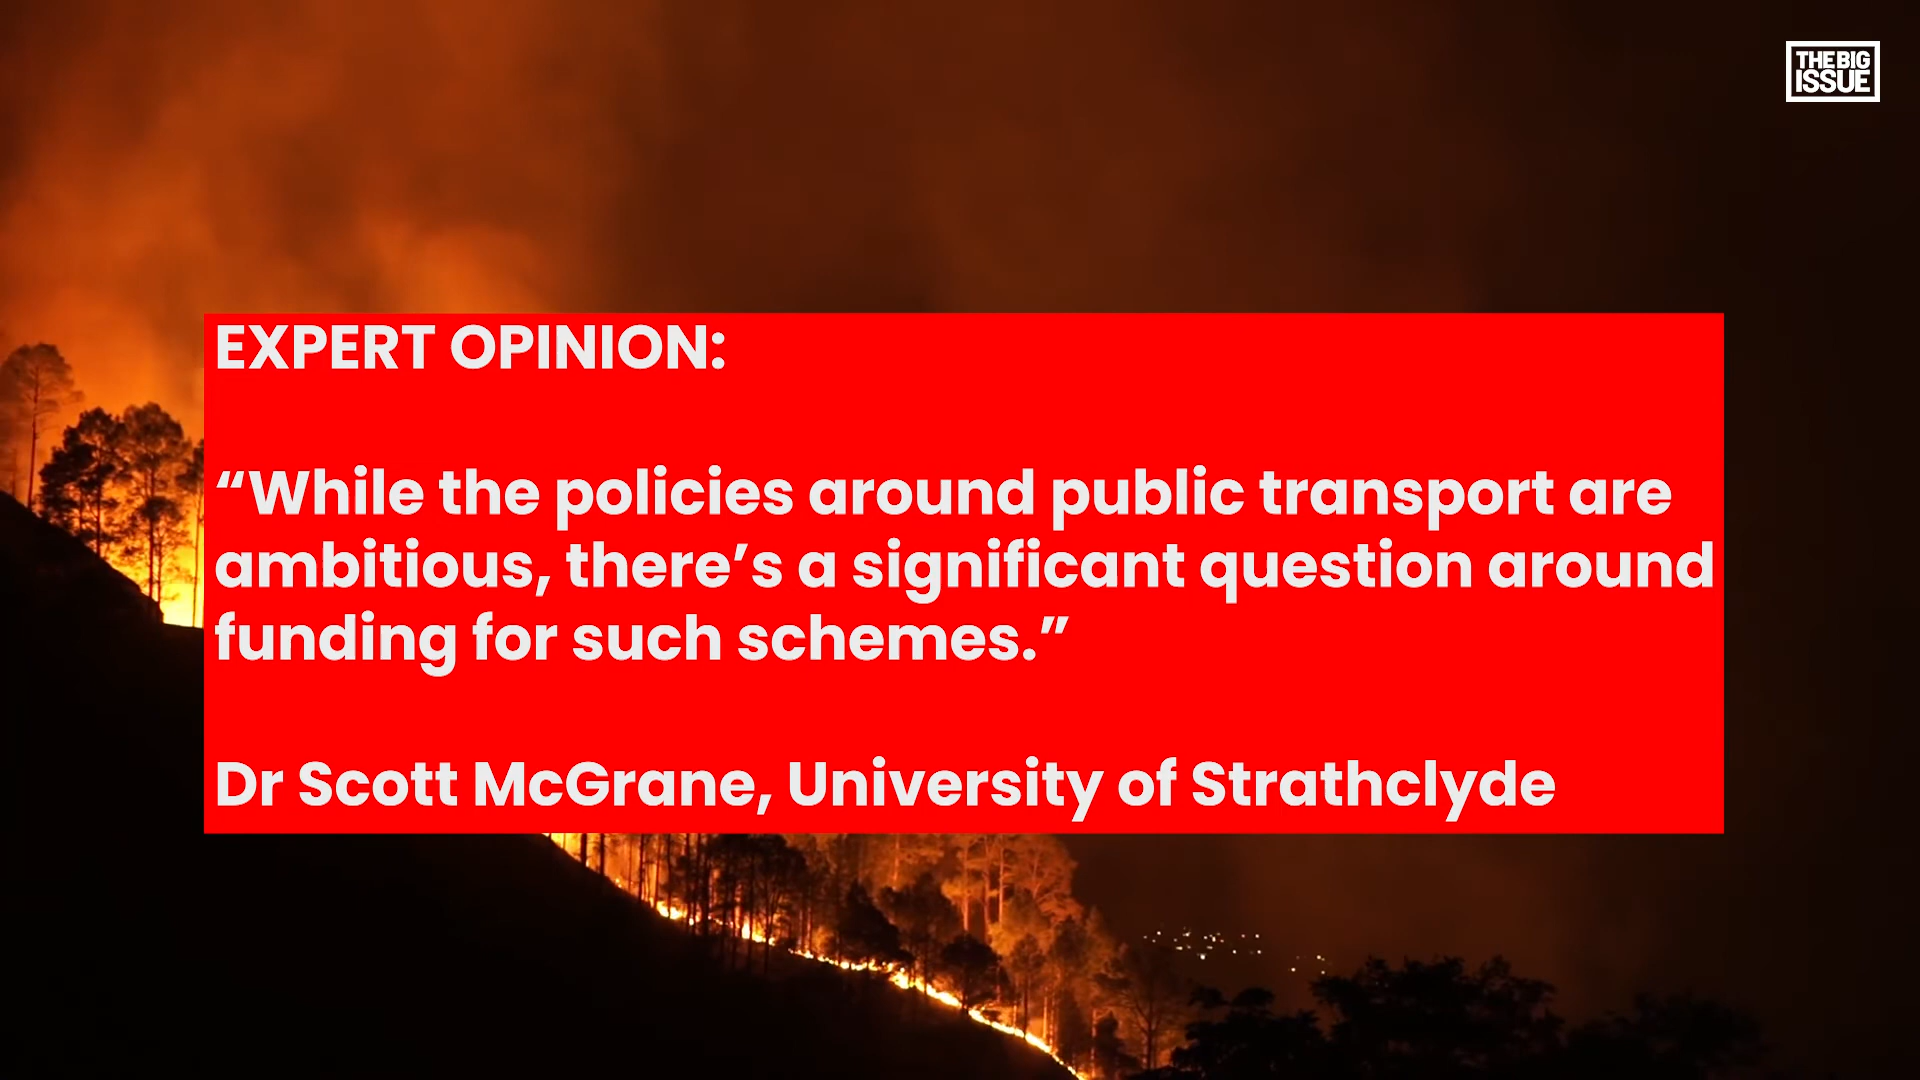 THE BIG
ISSUE
EXPERT OPINION:
“While the policies around public transport are
ambitious, there’s a significant question around
funding for such schemes.”
Dr Scott McGrane, University of Strathclyde